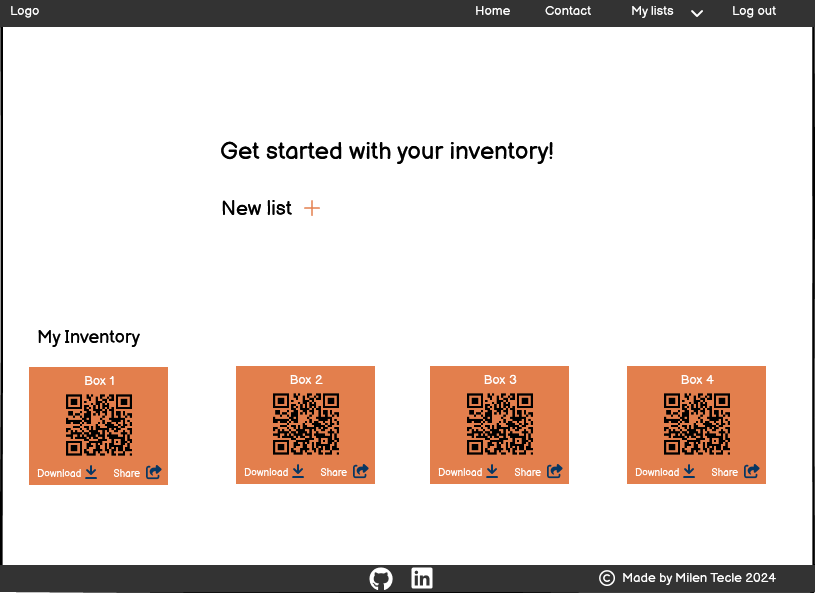 Logo Home Contact My lists Log out
Get started with your inventory!
New list
My Inventory
Box 1 Box 2 Box 3 Box 4
Download Share Download Share Download Share Download Share
© Made by Milen Tecle 2024